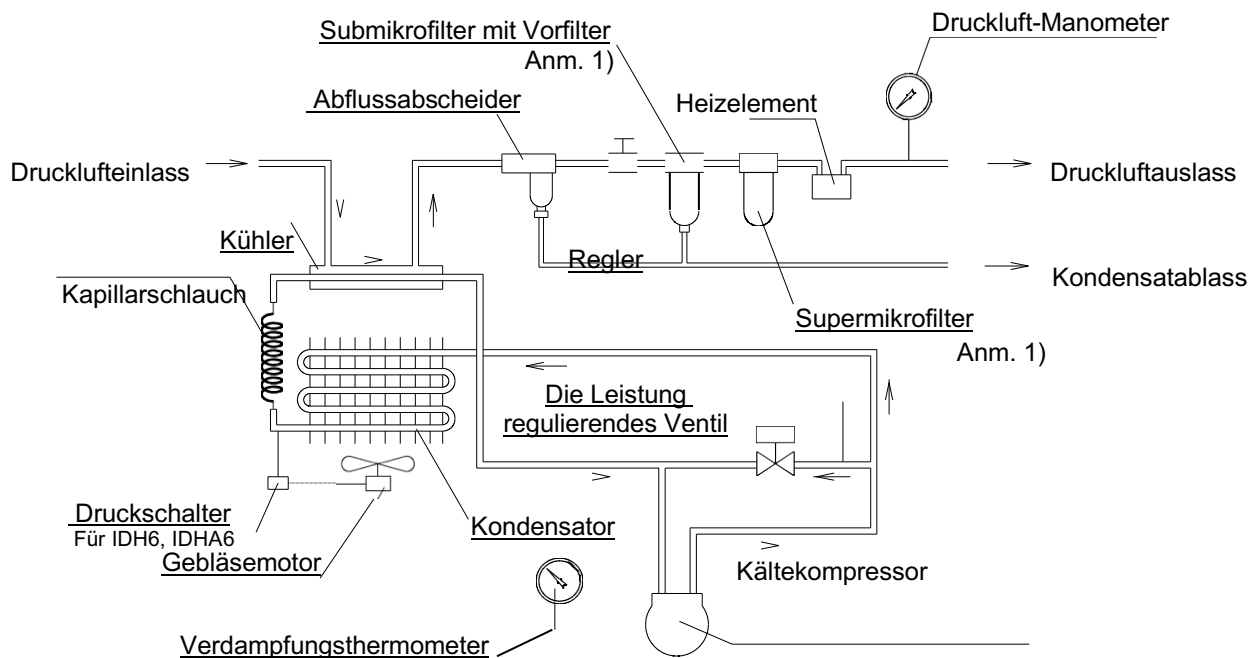 Druckluft-Manometer
Submikrofilter mit Vorfilter
Anm. 1)
Abflussabscheider
Heizelement
Drucklufteinlass
Druckluftauslass
Kühler
Regler
Kondensatablass
Kapillarschlauch
Supermikrofilter
Anm. 1)
Die Leistung
regulierendes Ventil
Druckschalter
Für IDH6, IDHA6
Gebläsemotor
Kondensator
Kältekompressor
Verdampfungsthermometer